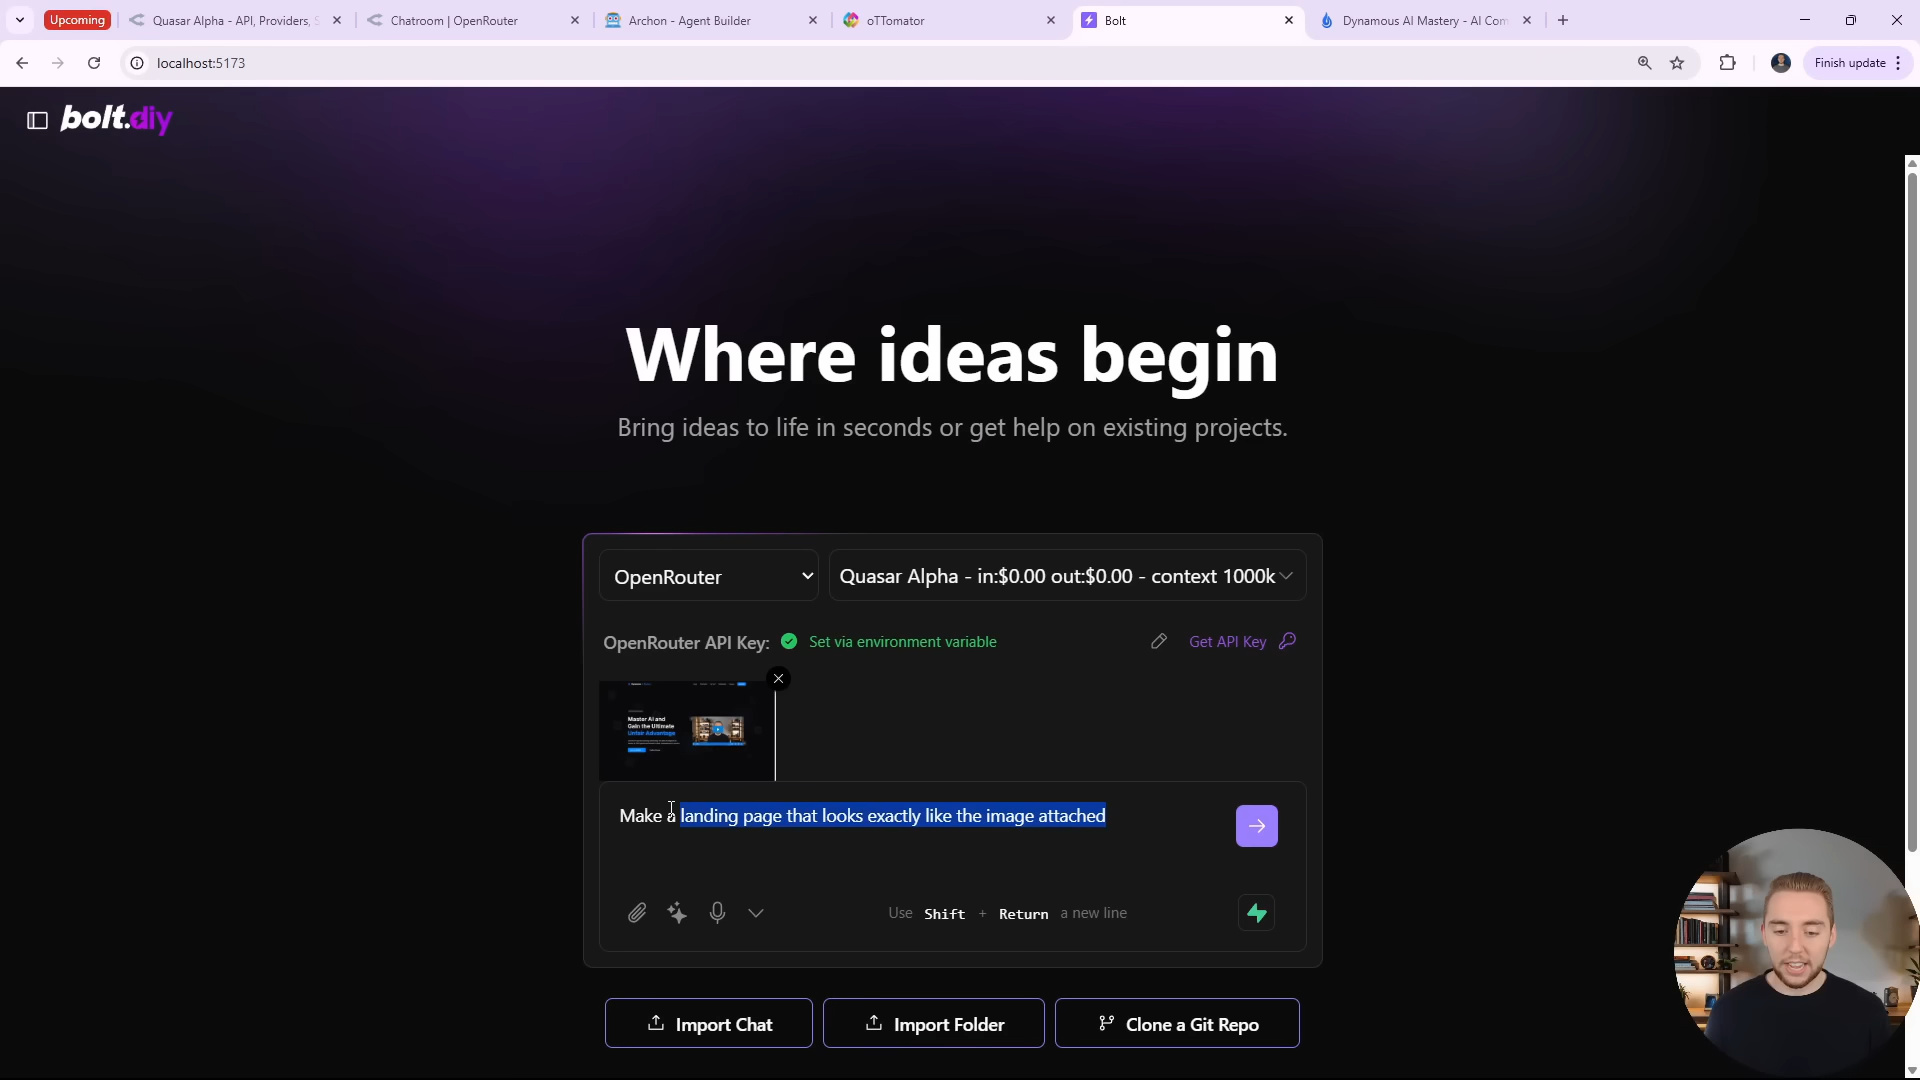 Upcoming
Quasar Alpha - API, Providers, S
Chatroom | OpenRouter
Archon - Agent Builder
oTTomator
Bolt
Dynamous AI Mastery - AI Com
localhost:5173
Finish update
bolt.diy
Where ideas begin
Bring ideas to life in seconds or get help on existing projects.
OpenRouter
Quasar Alpha - in:$0.00 out:$0.00 - context 1000k
OpenRouter API Key:
Set via environment variable
Get API Key
Master AI and
Gain the Ultimate
Unfair Advantage
Make a landing page that looks exactly like the image attached
Use Shift + Return a new line
Import Chat
Import Folder
Clone a Git Repo